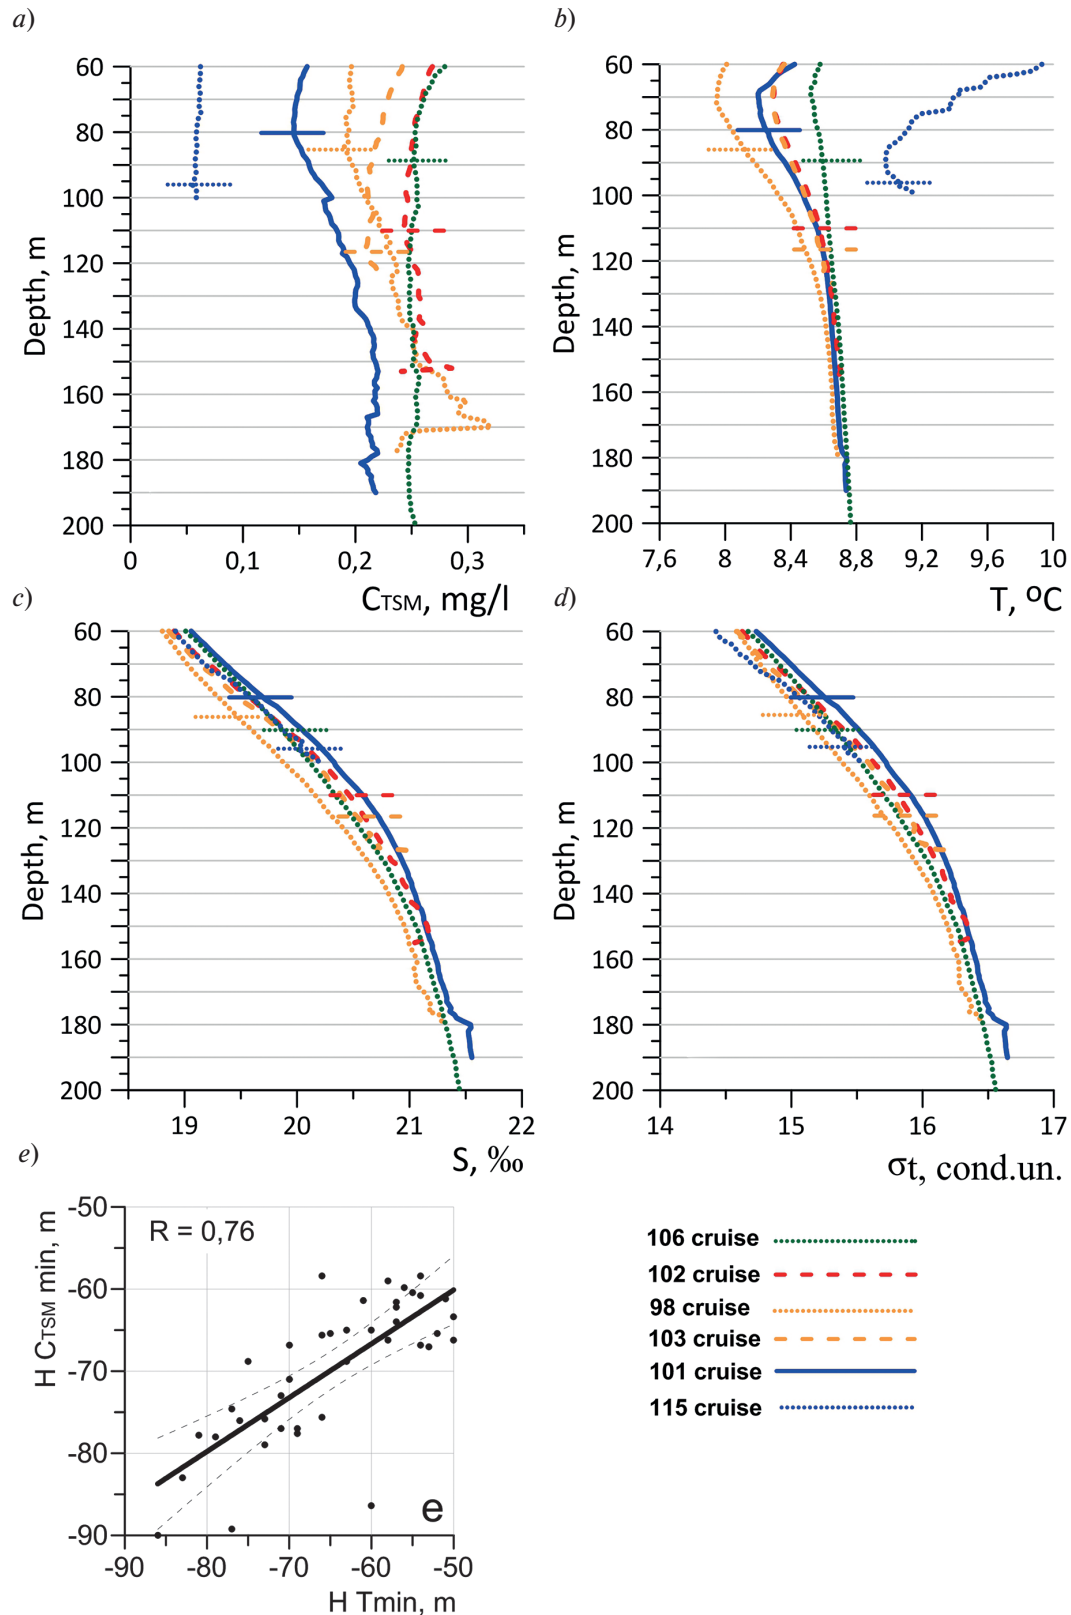 a)
60
80
100
120
140
160
180
200
Depth, m
0 0,1 0,2 0,3
CTSM, mg/l
b)
60
80
100
120
140
160
180
200
Depth, m
7,6 8 8,4 8,8 9,2 9,6 10
T, ºC
c)
60
80
100
120
140
160
180
200
Depth, m
19 20 21 22
S, ‰
d)
60
80
100
120
140
160
180
200
Depth, m
14 15 16 17
σt, cond.un.
e)
-50
-60
-70
-80
-90
H CTSM min, m
R = 0,76
e
-90 -80 -70 -60 -50
H Tmin, m
106 cruise
102 cruise
98 cruise
103 cruise
101 cruise
115 cruise